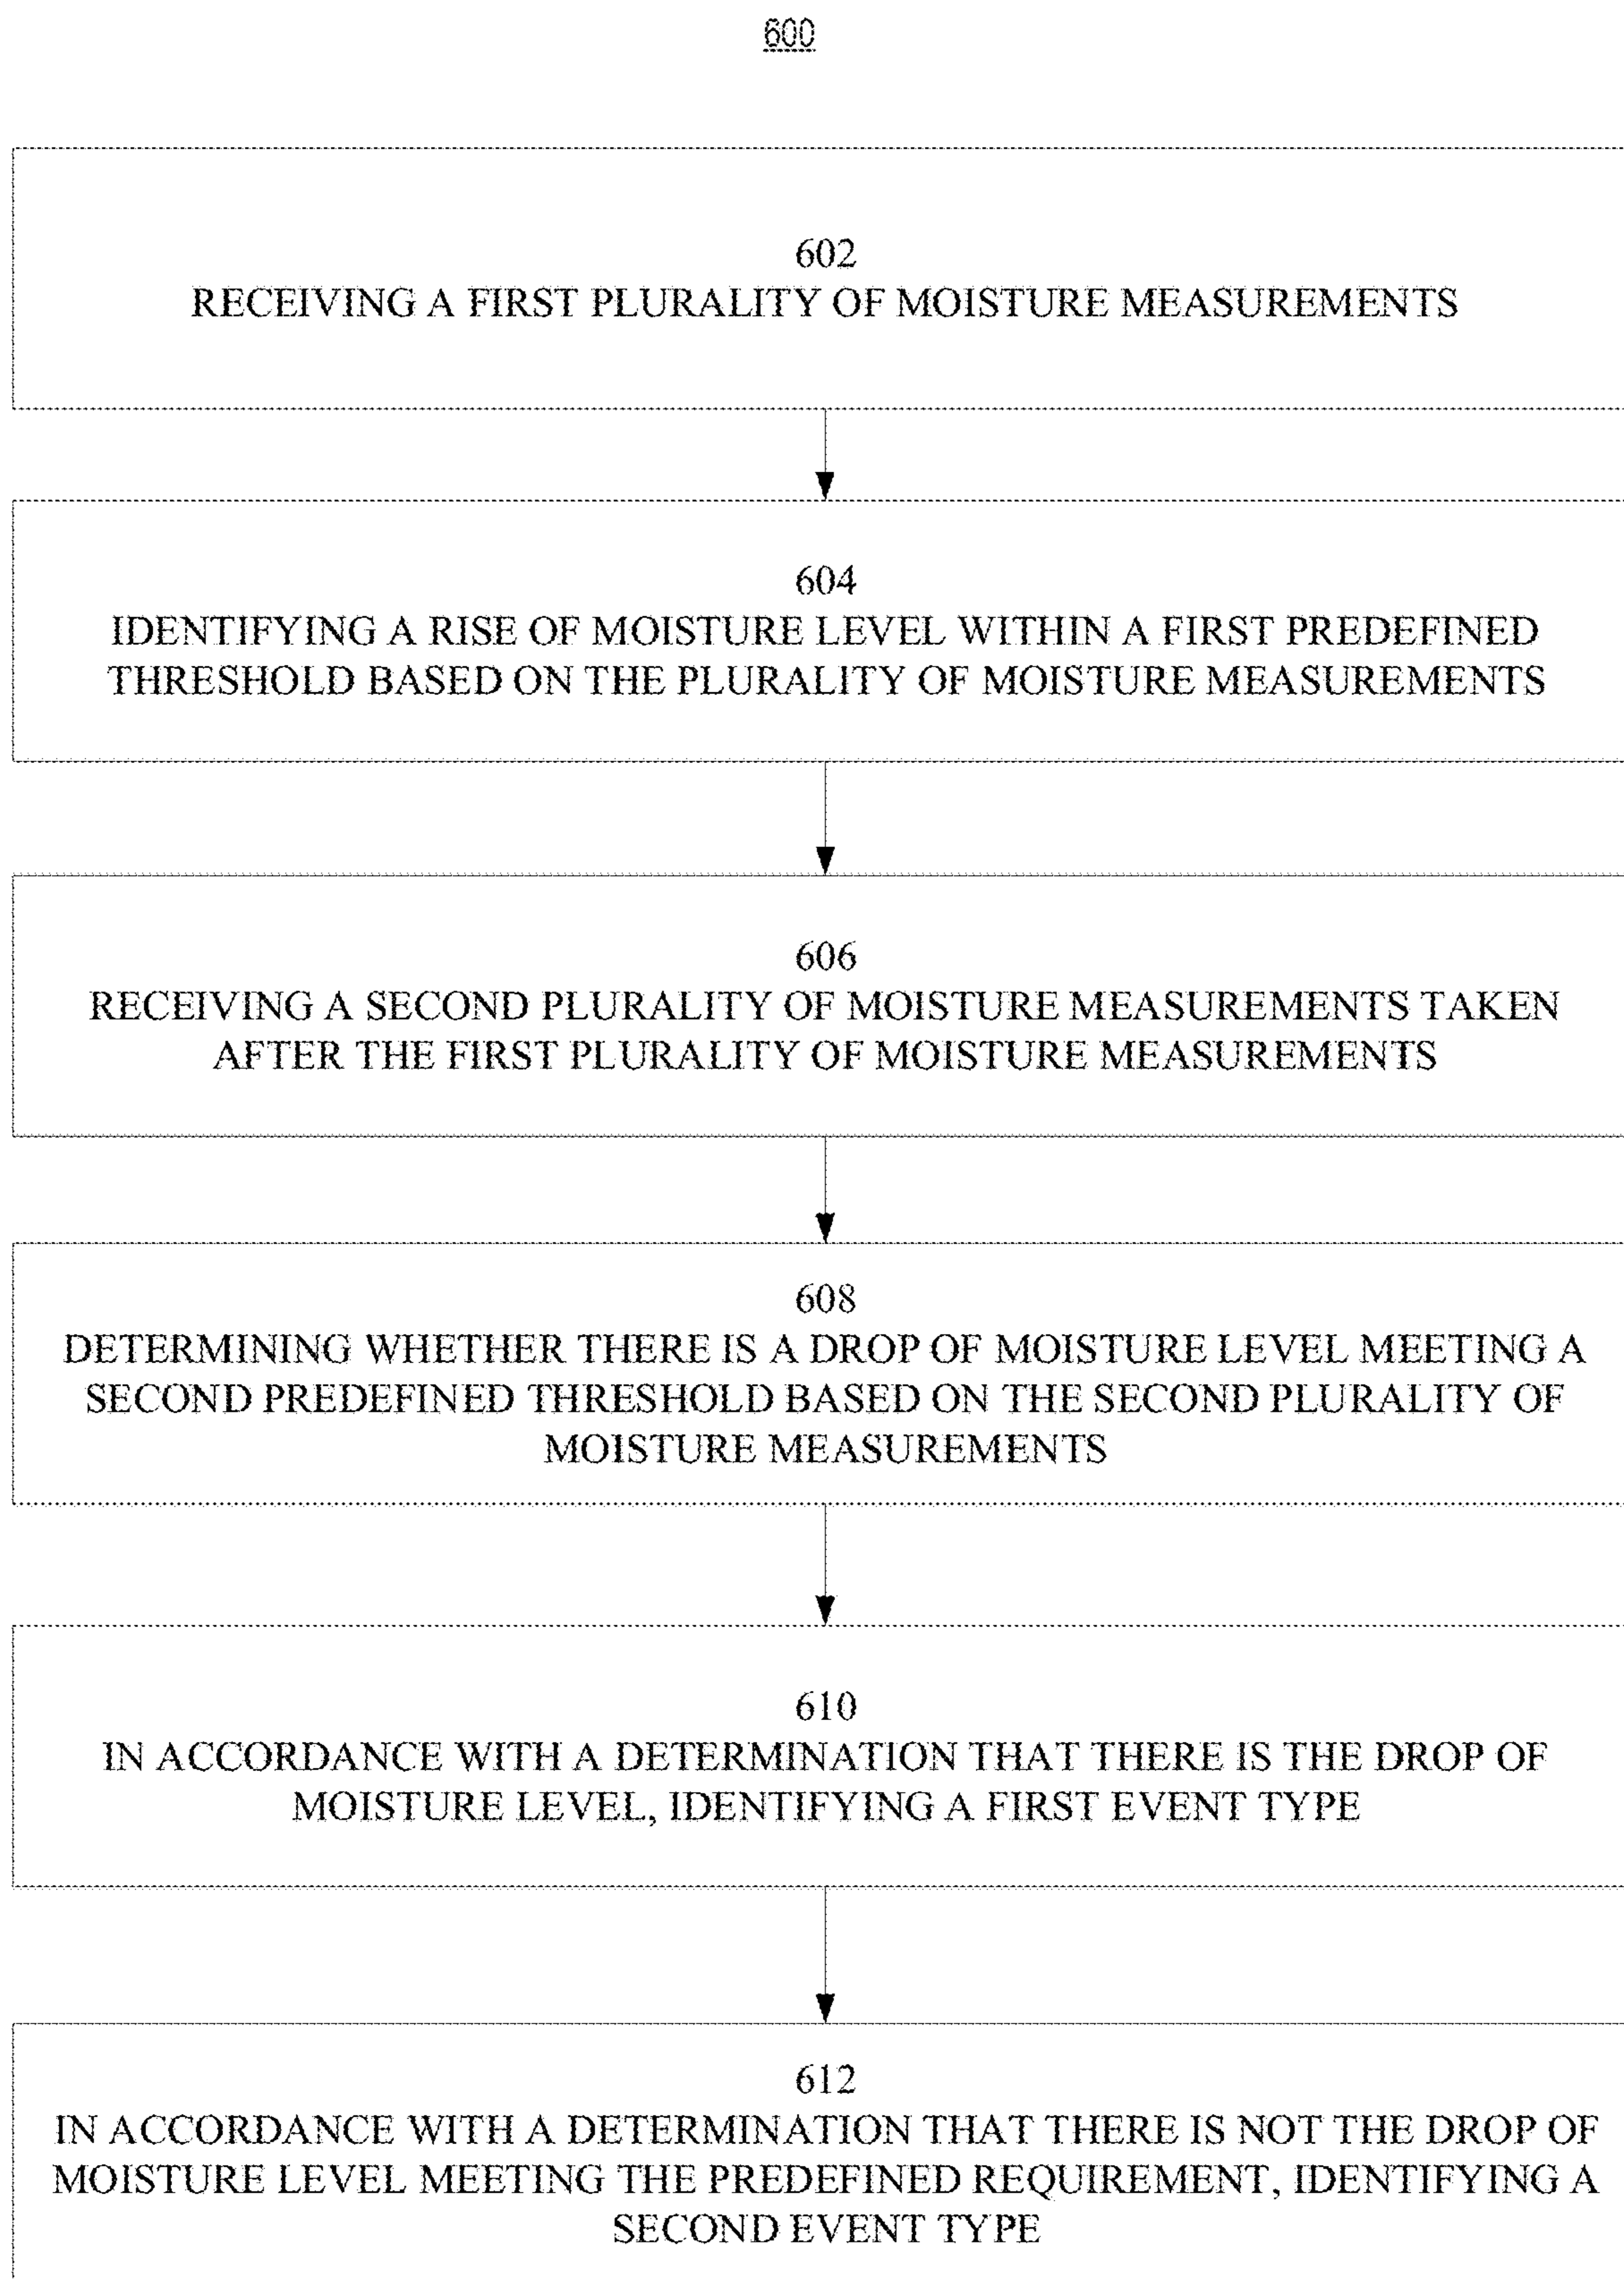 600
602
RECEIVING A FIRST PLURALITY OF MOISTURE MEASUREMENTS
604
IDENTIFYING A RISE OF MOISTURE LEVEL WITHIN A FIRST PREDEFINED
THRESHOLD BASED ON THE PLURALITY OF MOISTURE MEASUREMENTS
606
RECEIVING A SECOND PLURALITY OF MOISTURE MEASUREMENTS TAKEN
AFTER THE FIRST PLURALITY OF MOISTURE MEASUREMENTS
608
DETERMINING WHETHER THERE IS A DROP OF MOISTURE LEVEL MEETING A
SECOND PREDEFINED THRESHOLD BASED ON THE SECOND PLURALITY OF
MOISTURE MEASUREMENTS
610
IN ACCORDANCE WITH A DETERMINATION THAT THERE IS THE DROP OF
MOISTURE LEVEL, IDENTIFYING A FIRST EVENT TYPE
612
IN ACCORDANCE WITH A DETERMINATION THAT THERE IS NOT THE DROP OF
MOISTURE LEVEL MEETING THE PREDEFINED REQUIREMENT, IDENTIFYING A
SECOND EVENT TYPE